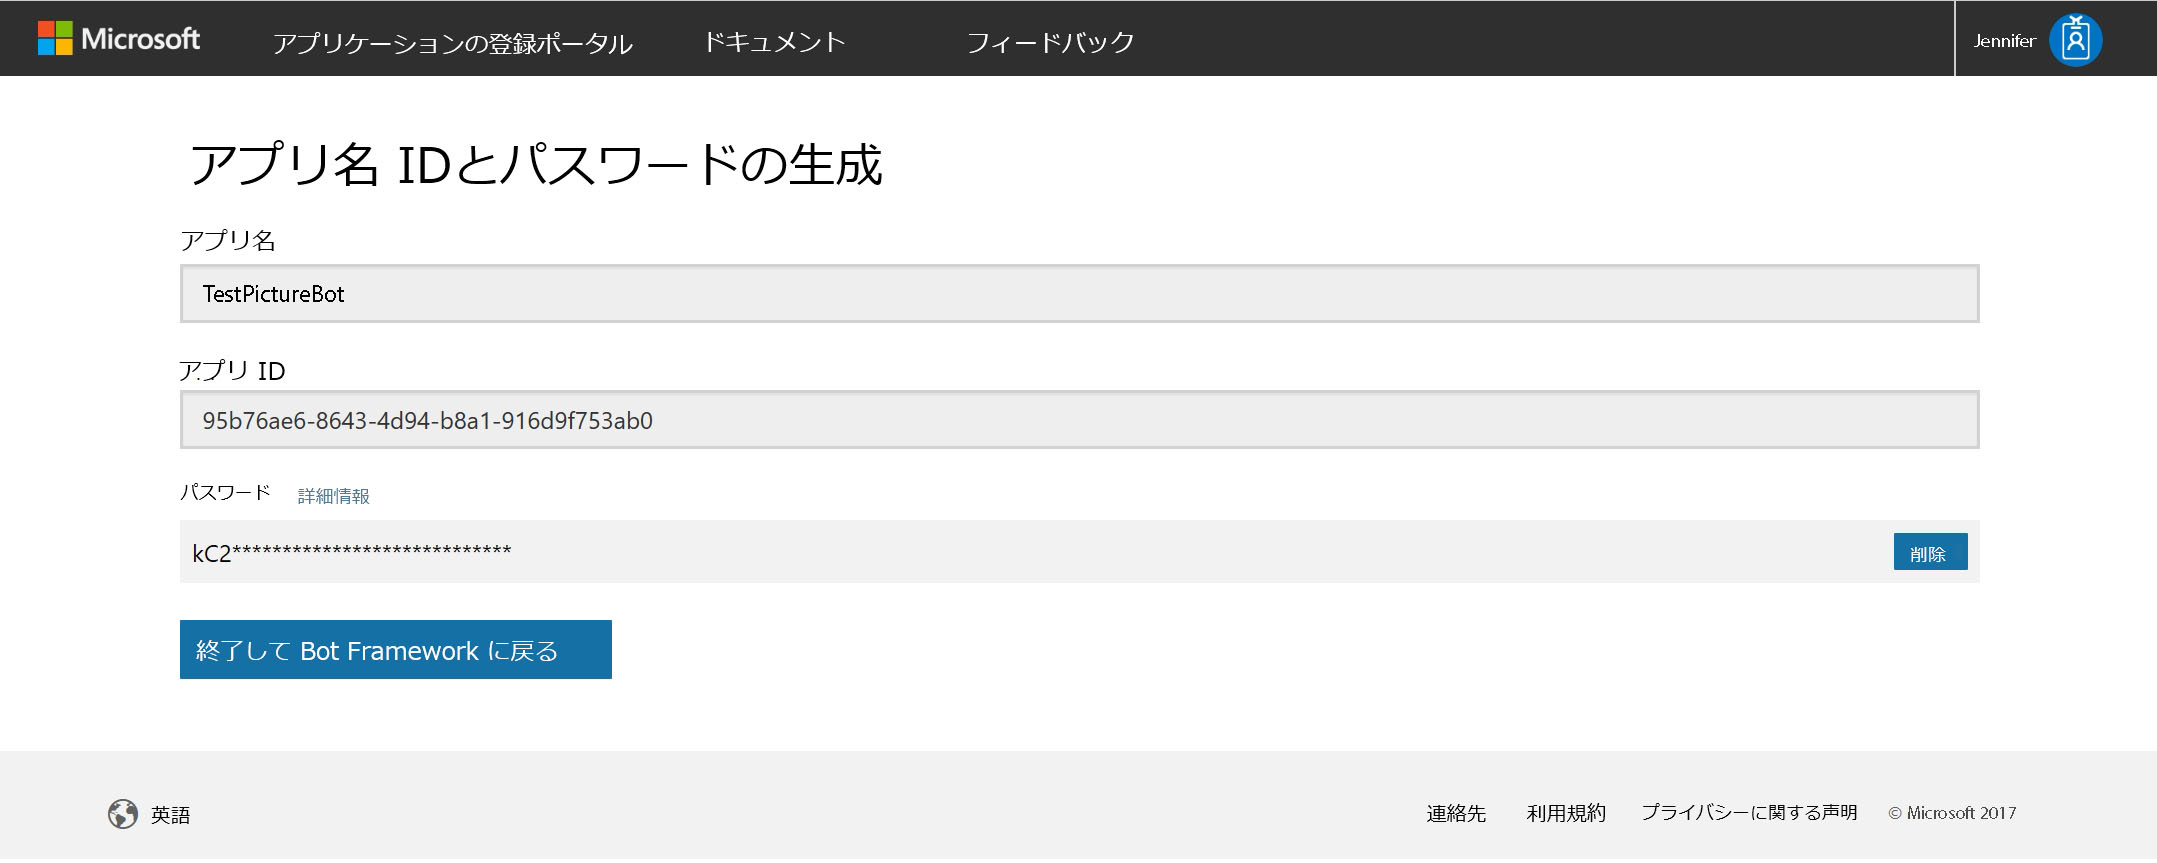 Microsoft アプリケーションの登録ポータル ドキュメント フィードバック Jennifer
アプリ名 IDとパスワードの生成
アプリ名
TestPictureBot
アプリ ID
95b76ae6-8643-4d94-b8a1-916d9f753ab0
パスワード 詳細情報
kC2**************************** 削除
終了して Bot Framework に戻る
英語 連絡先 利用規約 プライバシーに関する声明 © Microsoft 2017